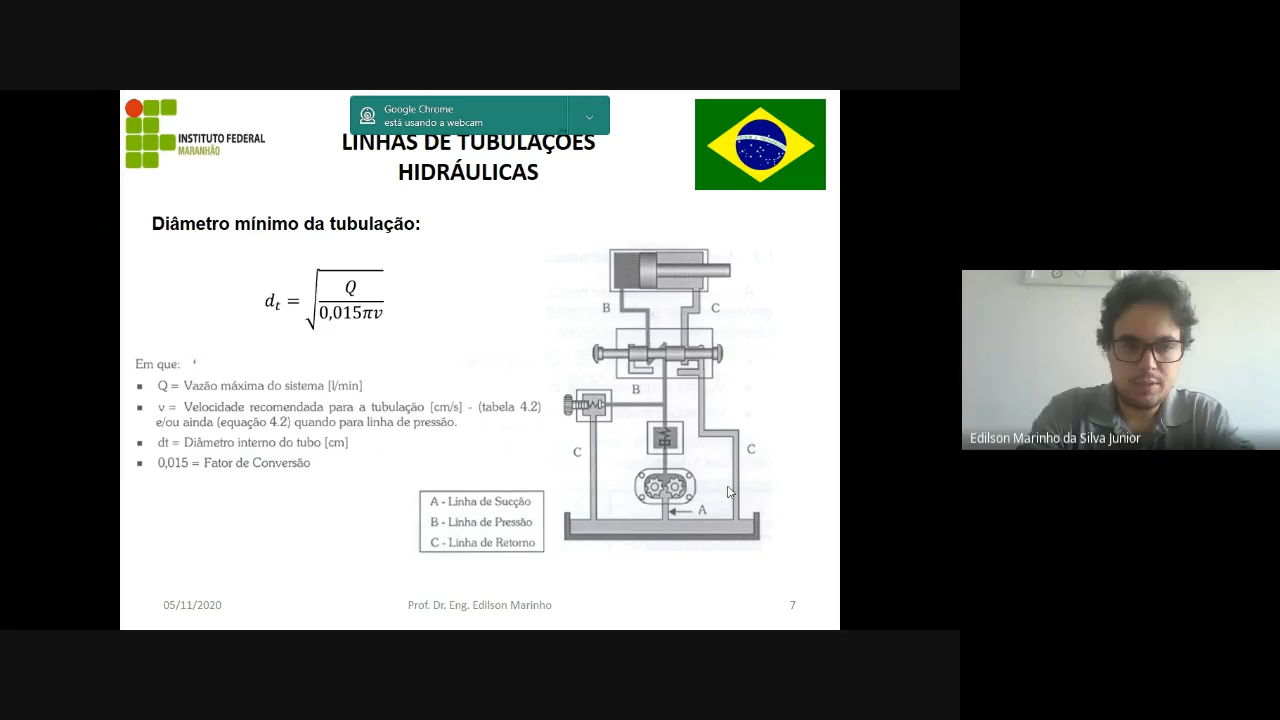 Google Chrome
está usando a webcam
INSTITUTO FEDERAL
MARANHÃO
LINHAS DE TUBULAÇÕES
HIDRÁULICAS
Diâmetro mínimo da tubulação:
d_t = √(Q / 0,015πv)
Em que:
▪ Q = Vazão máxima do sistema [l/min]
▪ v = Velocidade recomendada para a tubulação [cm/s] - (tabela 4.2)
e/ou ainda (equação 4.2) quando para linha de pressão.
▪ dt = Diâmetro interno do tubo [cm]
▪ 0,015 = Fator de Conversão
B
C
B
C
C
A
A - Linha de Sucção
B - Linha de Pressão
C - Linha de Retorno
05/11/2020
Prof. Dr. Eng. Edilson Marinho
7
Edilson Marinho da Silva Junior